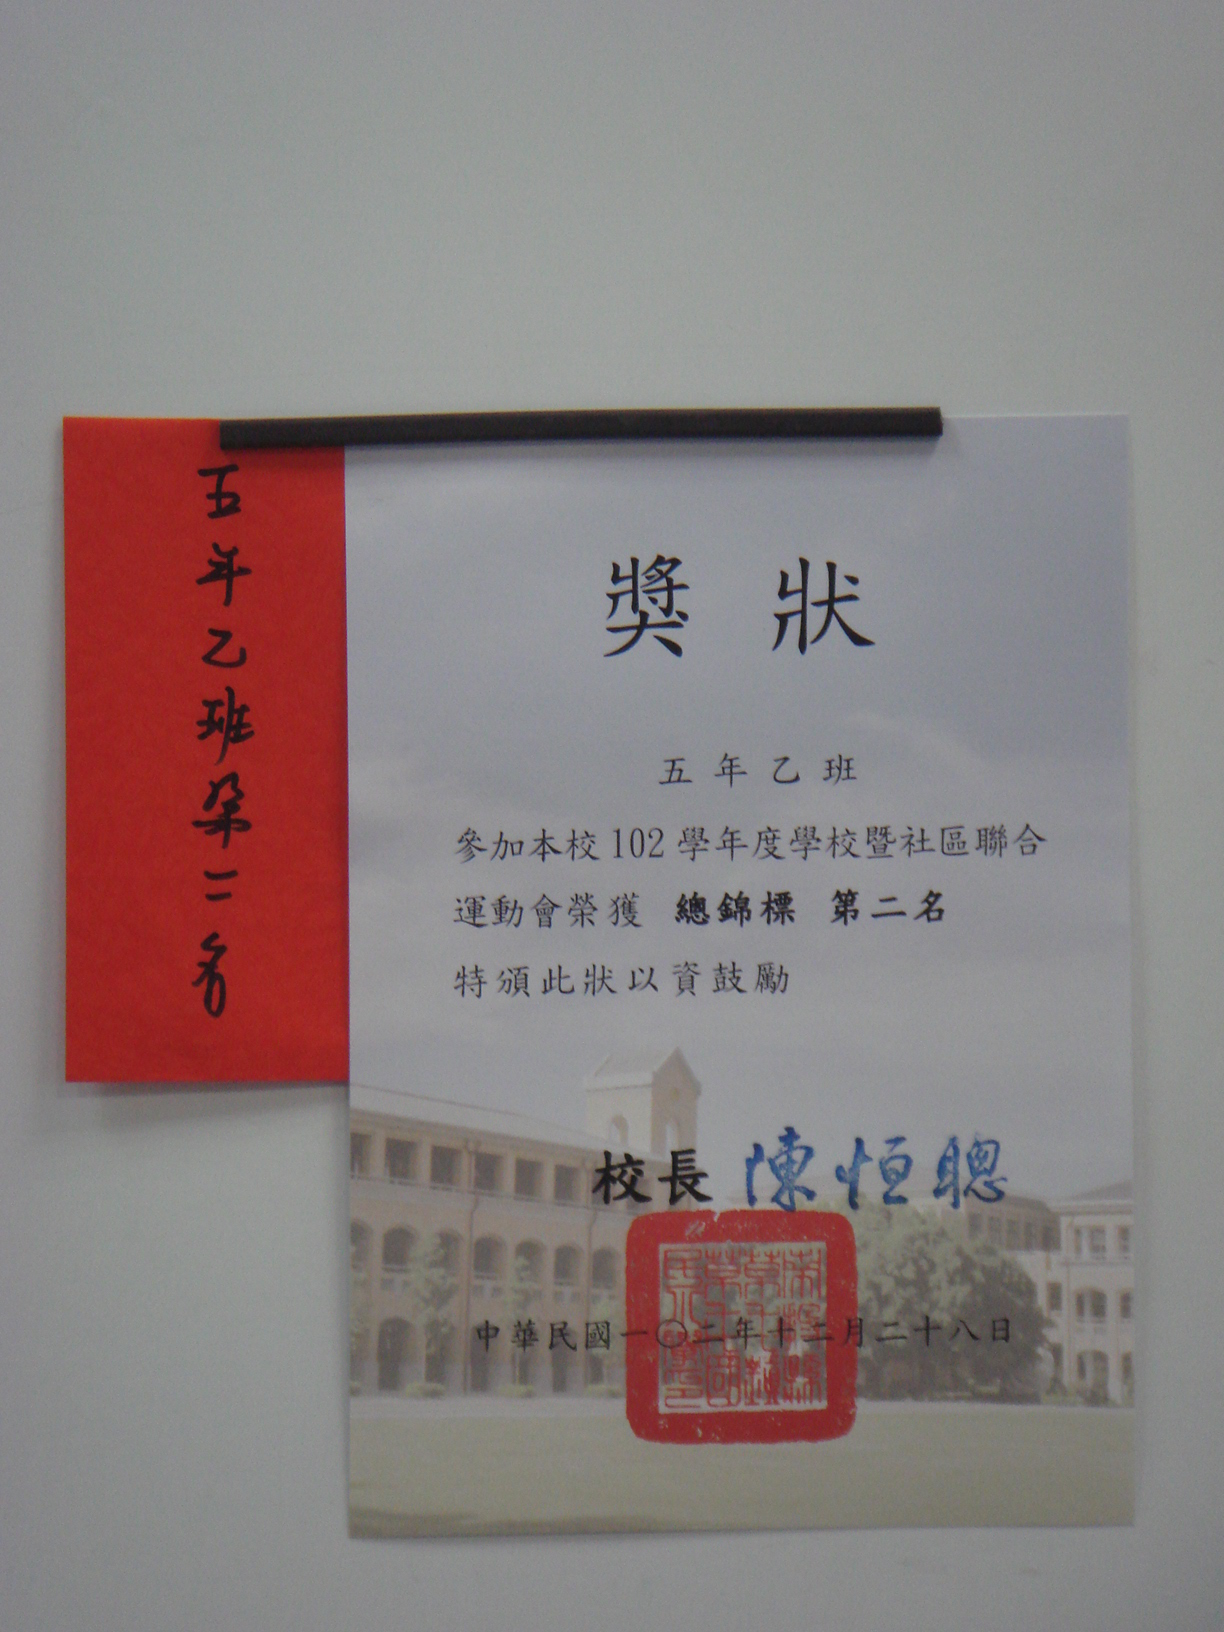 五年乙班第二名
獎狀
五年乙班
參加本校102學年度學校暨社區聯合
運動會榮獲 總錦標 第二名
特頒此狀以資鼓勵
校長 陳恒聰
中華民國一〇二年十二月二十八日